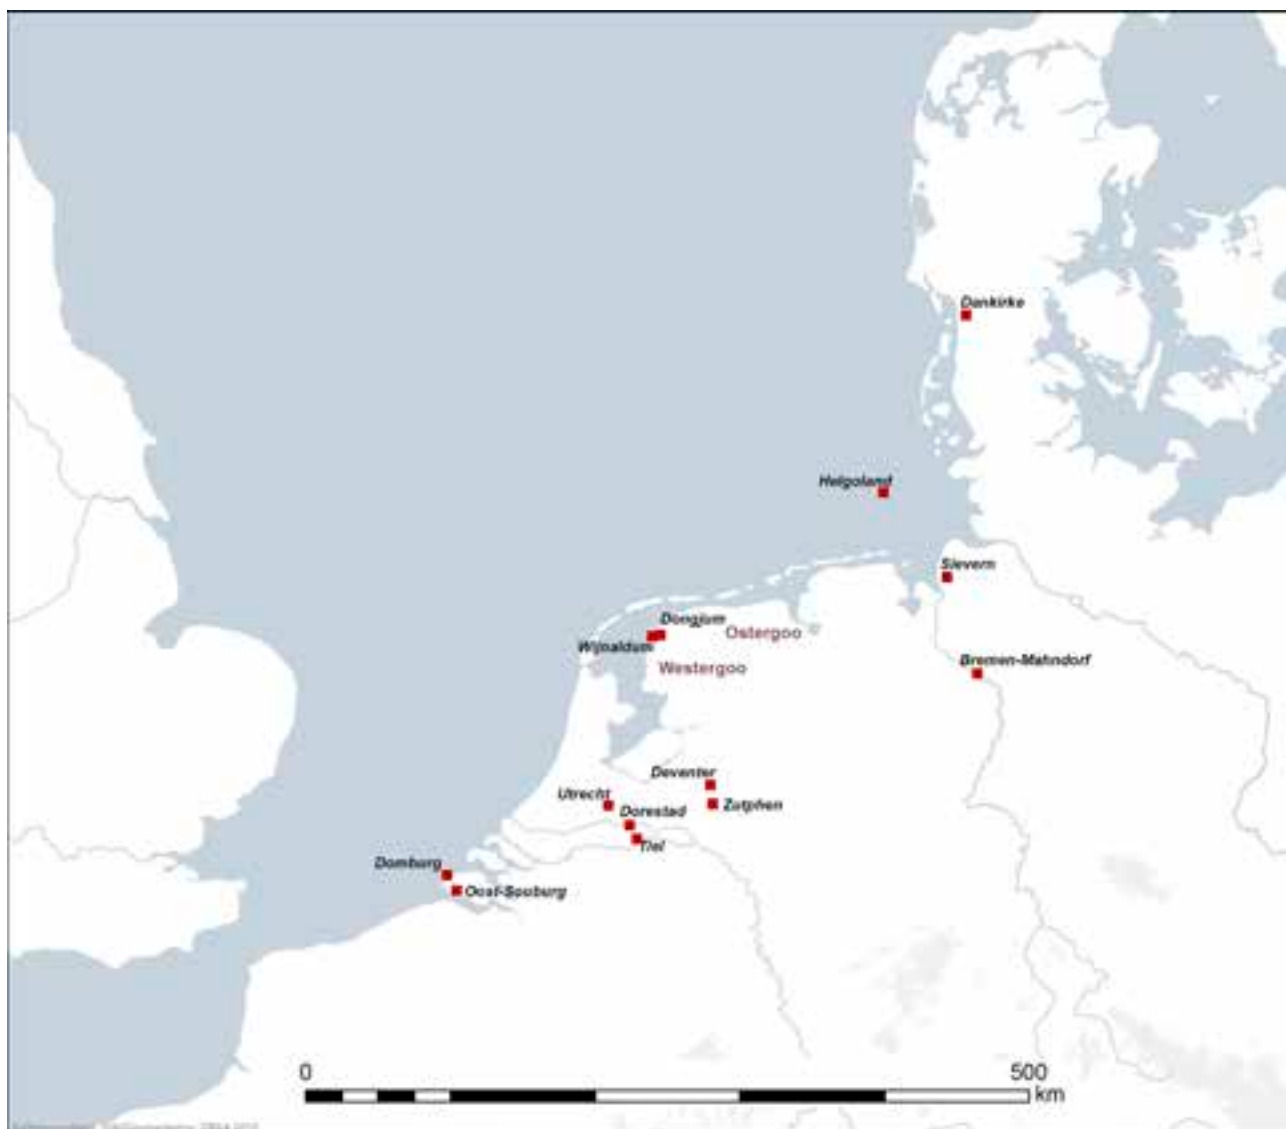 Dankirke
Helgoland
Sievern
Dongjum
Ostergoo
Wijnaldum
Westergoo
Bremen-Mahndorf
Deventer
Utrecht
Zutphen
Dorestad
Tiel
Domburg
Oost-Souburg
0
500
km